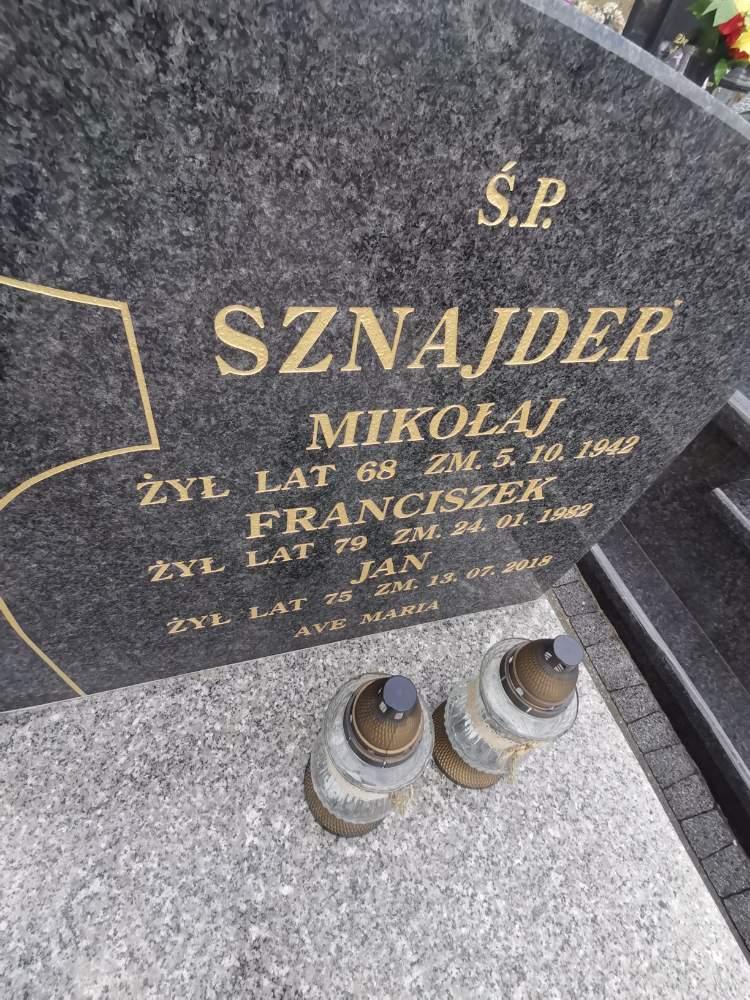 Ś.P.
SZNAJDER
MIKOŁAJ
ŻYŁ LAT 68 ZM. 5. 10. 1942
FRANCISZEK
ŻYŁ LAT 79 ZM. 24. 01. 1982
JAN
ŻYŁ LAT 75 ZM. 13. 07. 2018
AVE MARIA